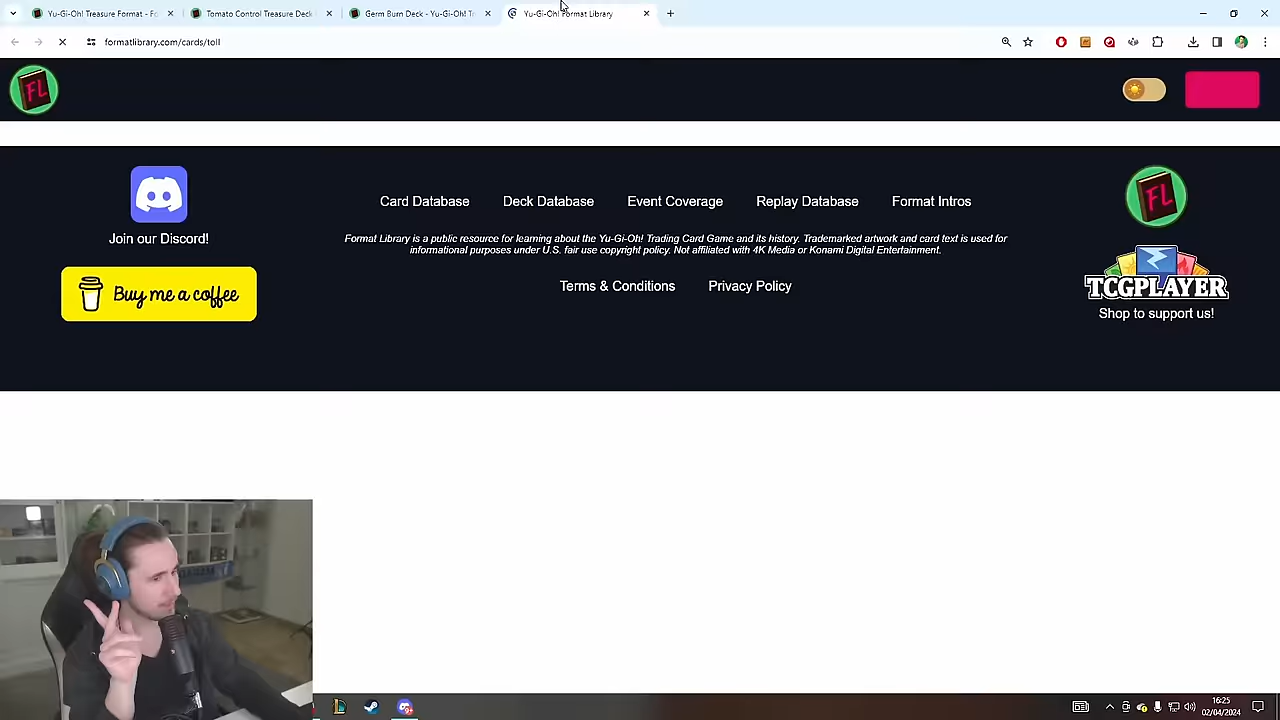 Yu-Gi-Oh! Treasure Format - Fo
Tomato Control Treasure Deck
Germ Burn Deck - Yu-Gi-Oh! Tr
Yu-Gi-Oh! Format Library
formatlibrary.com/cards/toll
FL
Join our Discord!
Buy me a coffee
Card Database
Deck Database
Event Coverage
Replay Database
Format Intros
Format Library is a public resource for learning about the Yu-Gi-Oh! Trading Card Game and its history. Trademarked artwork and card text is used for
informational purposes under U.S. fair use copyright policy. Not affiliated with 4K Media or Konami Digital Entertainment.
Terms & Conditions
Privacy Policy
FL
TCGPLAYER
Shop to support us!
16:25
02/04/2024